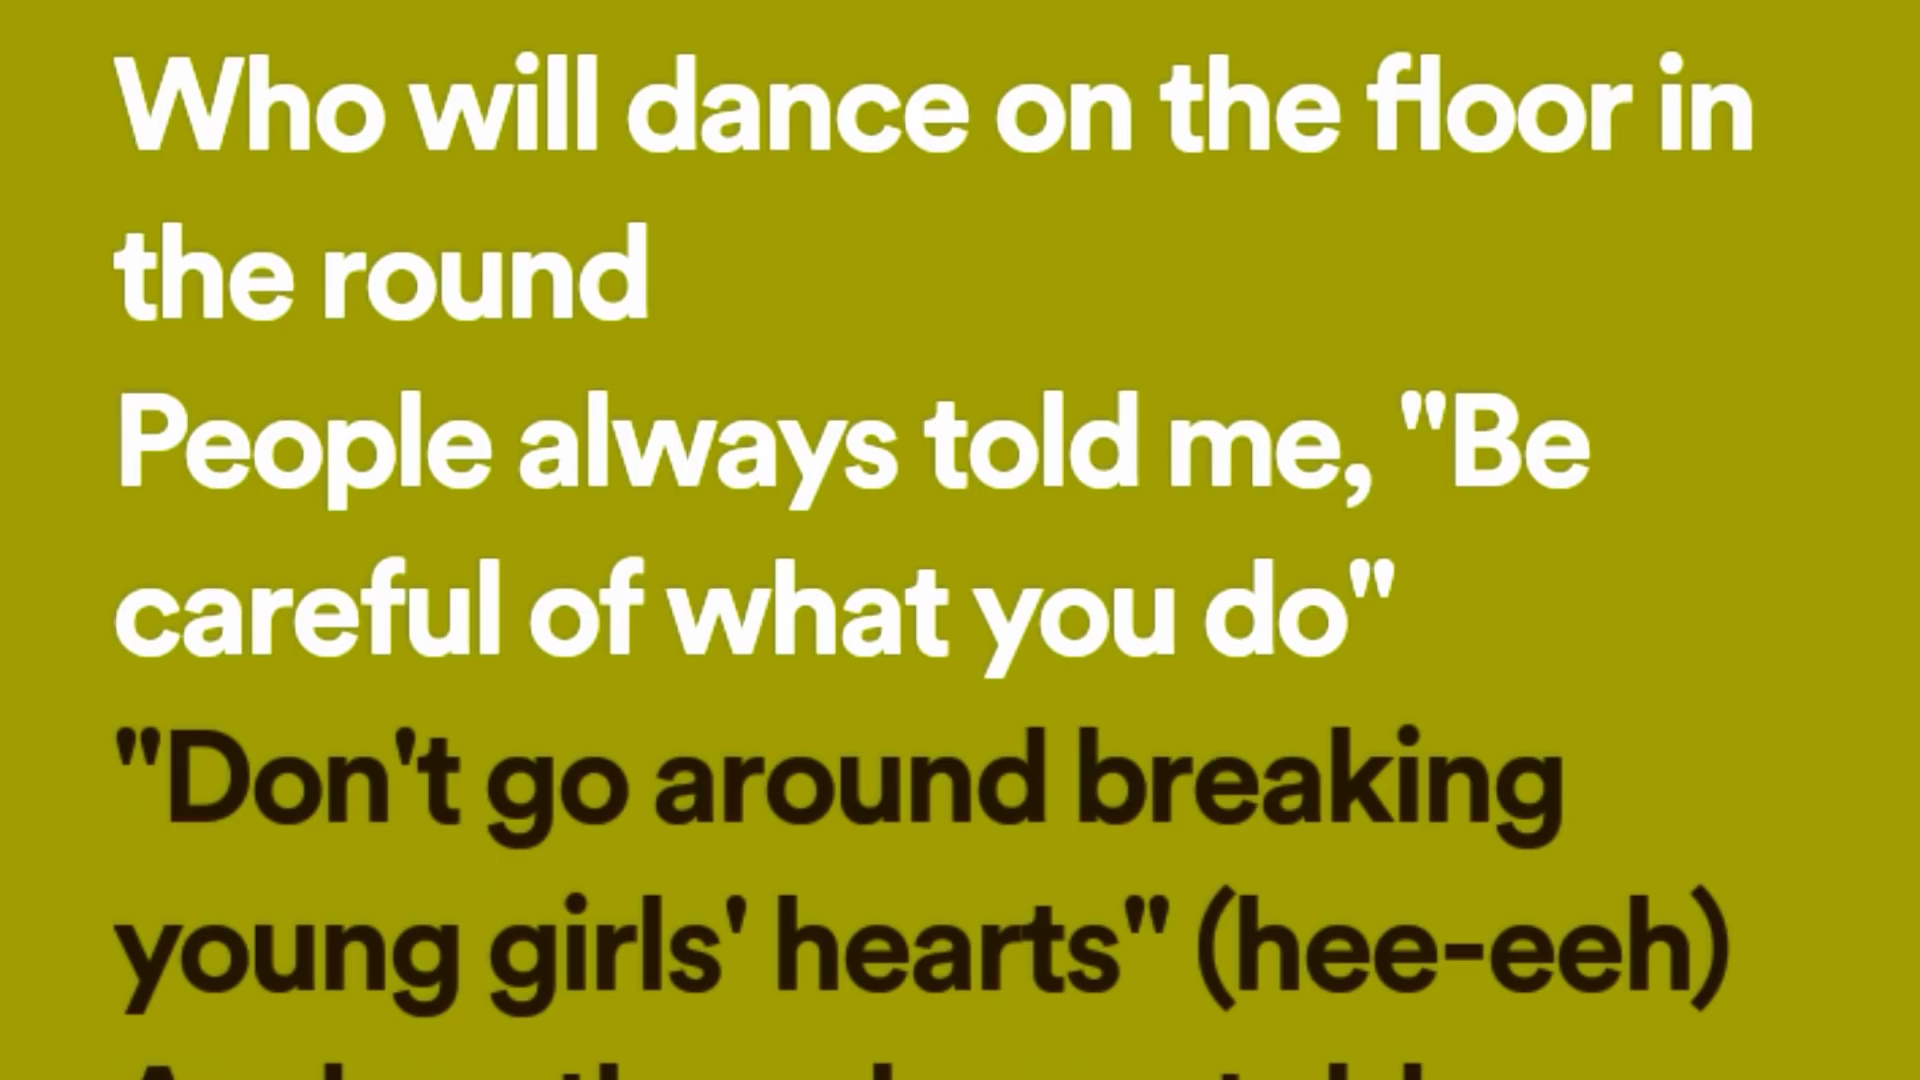 Who will dance on the floor in
the round
People always told me, "Be
careful of what you do"
"Don't go around breaking
young girls' hearts" (hee-eeh)